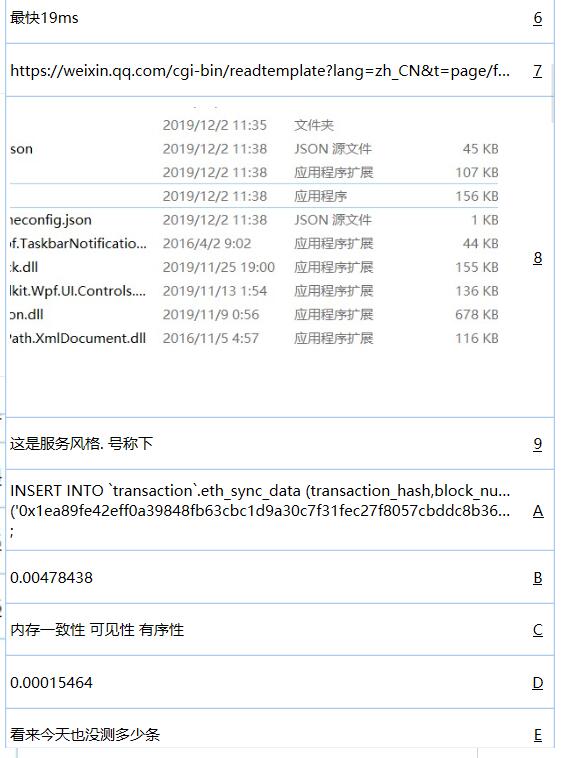 最快19ms 6
https://weixin.qq.com/cgi-bin/readtemplate?lang=zh_CN&t=page/f... 7
2019/12/2 11:35 文件夹
son 2019/12/2 11:38 JSON 源文件 45 KB
2019/12/2 11:38 应用程序扩展 107 KB
2019/12/2 11:38 应用程序 156 KB
neconfig.json 2019/12/2 11:38 JSON 源文件 1 KB
of.TaskbarNotificatio... 2016/4/2 9:02 应用程序扩展 44 KB
k.dll 2019/11/25 19:00 应用程序扩展 155 KB
lkit.Wpf.UI.Controls.... 2019/11/13 1:54 应用程序扩展 136 KB
on.dll 2019/11/9 0:56 应用程序扩展 678 KB
Path.XmlDocument.dll 2016/11/5 4:57 应用程序扩展 116 KB
8
这是服务风格. 号称下 9
INSERT INTO `transaction`.eth_sync_data (transaction_hash,block_nu...
('0x1ea89fe42eff0a39848fb63cbc1d9a30c7f31fec27f8057cbddc8b36... A
;
0.00478438 B
内存一致性 可见性 有序性 C
0.00015464 D
看来今天也没测多少条 E